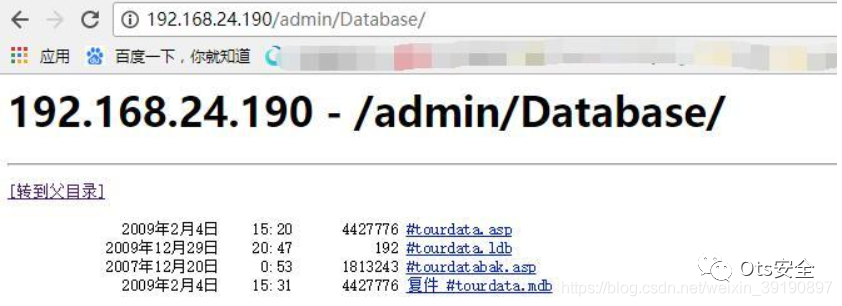 192.168.24.190/admin/Database/
应用 百度一下，你就知道
192.168.24.190 - /admin/Database/
[转到父目录]
2009年2月4日 15:20 4427776 #tourdata.asp
2009年12月29日 20:47 192 #tourdata.ldb
2007年12月20日 0:53 1813243 #tourdatabak.asp
2009年2月4日 15:31 4427776 复件 #tourdata.mdb
Ots安全
https://blog.csdn.net/weixin_39190897